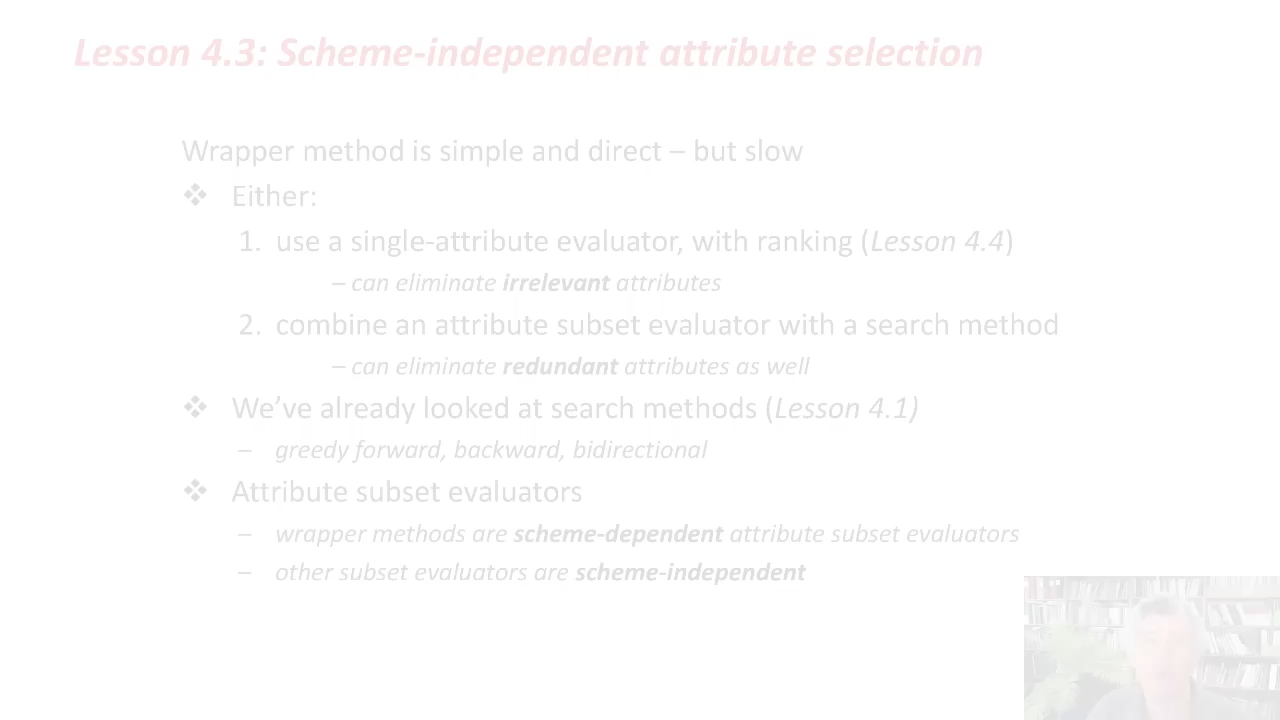 Lesson 4.3: Scheme-independent attribute selection
Wrapper method is simple and direct – but slow
❖ Either:
1. use a single-attribute evaluator, with ranking (Lesson 4.4)
– can eliminate irrelevant attributes
2. combine an attribute subset evaluator with a search method
– can eliminate redundant attributes as well
❖ We've already looked at search methods (Lesson 4.1)
– greedy forward, backward, bidirectional
❖ Attribute subset evaluators
– wrapper methods are scheme-dependent attribute subset evaluators
– other subset evaluators are scheme-independent